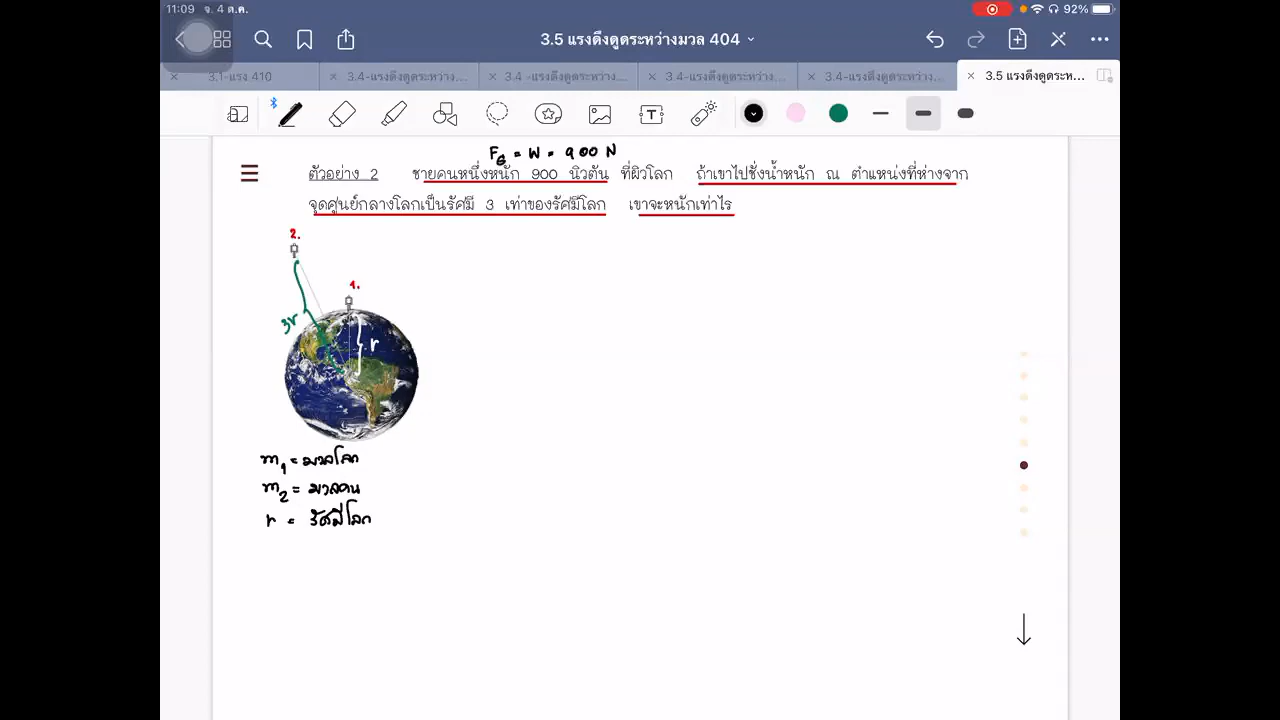 11:09 จ. 4 ต.ค. 92%
3.5 แรงดึงดูดระหว่างมวล 404
3.1-แรง 410 3.4-แรงดึงดูดระหว่าง... 3.4 -แรงดึงดูดระหว่าง... 3.4-แรงดึงดูดระหว่าง... 3.4-แรงดึงดูดระหว่าง... 3.5 แรงดึงดูดระห...
F_G = W = 900 N
ตัวอย่าง 2 ชายคนหนึ่งหนัก 900 นิวตัน ที่ผิวโลก ถ้าเขาไปชั่งน้ำหนัก ณ ตำแหน่งที่ห่างจาก
จุดศูนย์กลางโลกเป็นรัศมี 3 เท่าของรัศมีโลก เขาจะหนักเท่าไร
2.
1.
3r
r
m₁ = มวลโลก
m₂ = มวลคน
r = รัศมีโลก